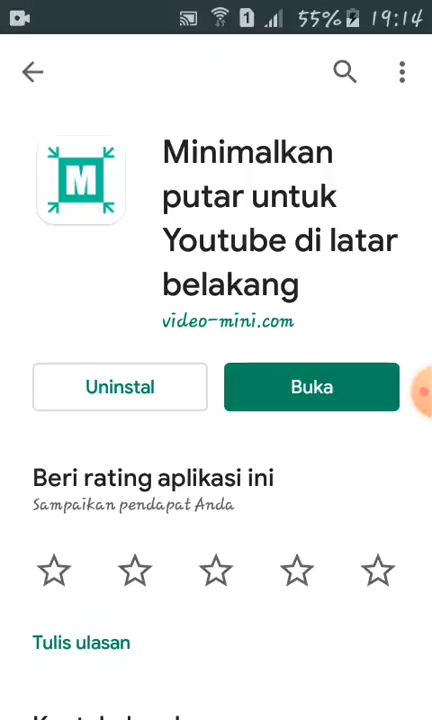 1 55% 19:14
M
Minimalkan
putar untuk
Youtube di latar
belakang
video-mini.com
Uninstal Buka
Beri rating aplikasi ini
Sampaikan pendapat Anda
Tulis ulasan